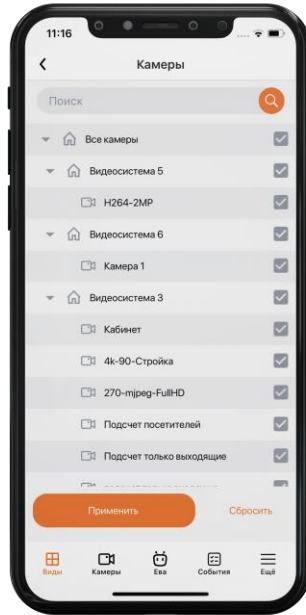 11:16
Камеры
Поиск
Все камеры
Видеосистема 5
H264-2MP
Видеосистема 6
Камера 1
Видеосистема 3
Кабинет
4k-90-Стройка
270-mjpeg-FullHD
Подсчет посетителей
Подсчет только выходящие
Применить
Сбросить
Виды
Камеры
Ева
События
Ещё